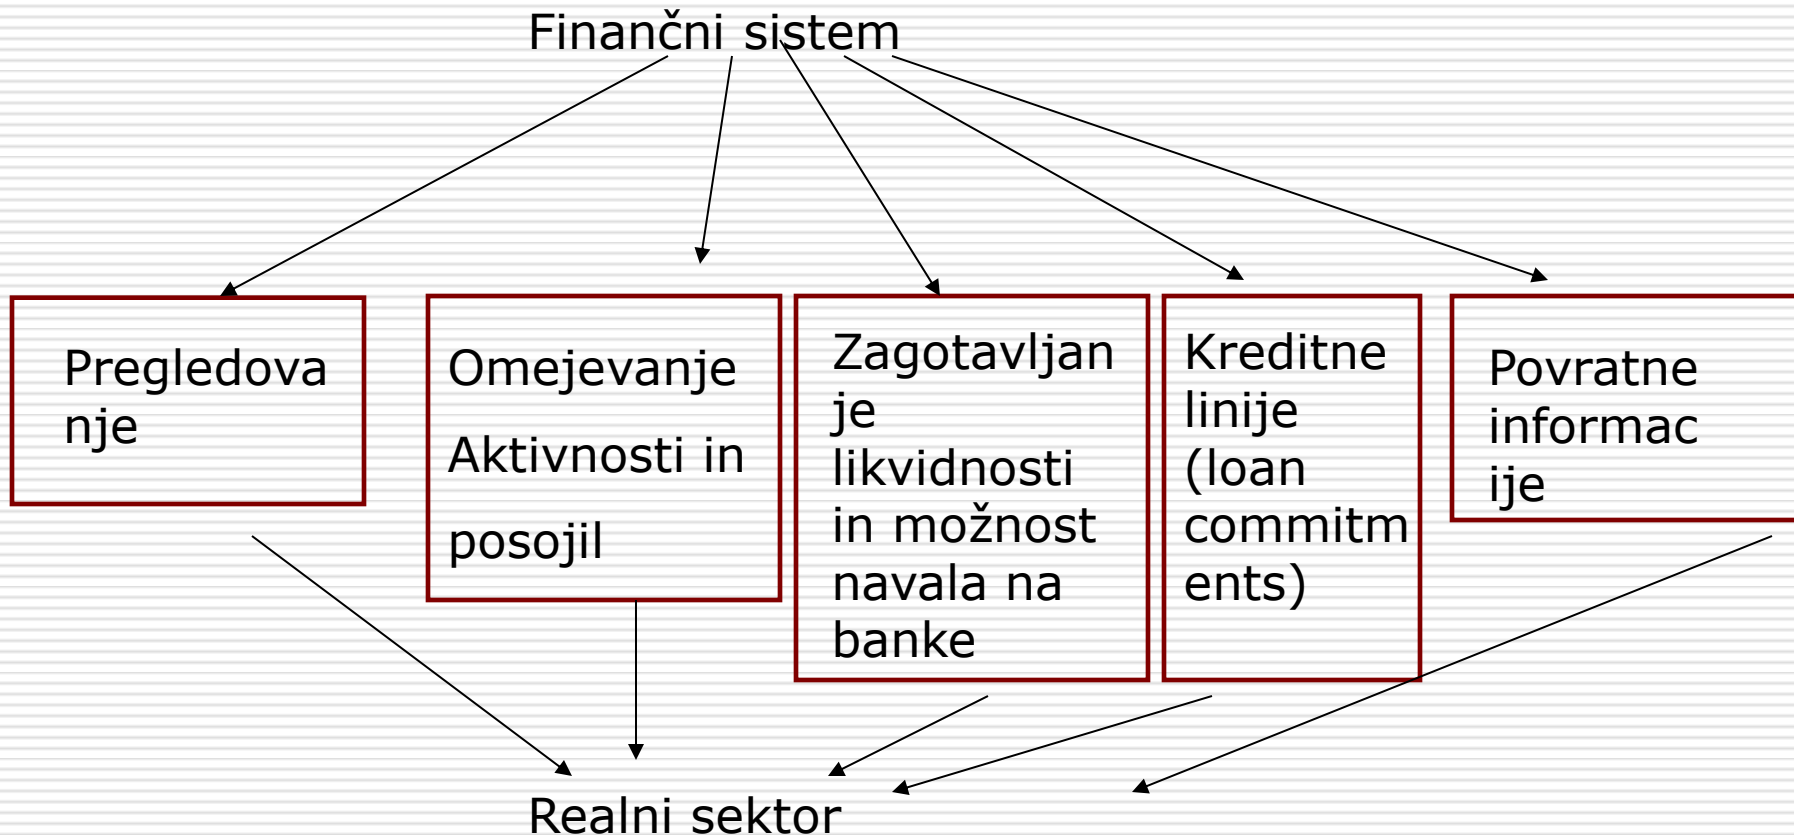 Finančni sistem
Pregledova
nje
Omejevanje
Aktivnosti in
posojil
Zagotavljan
je
likvidnosti
in možnost
navala na
banke
Kreditne
linije
(loan
commitm
ents)
Povratne
informac
ije
Realni sektor